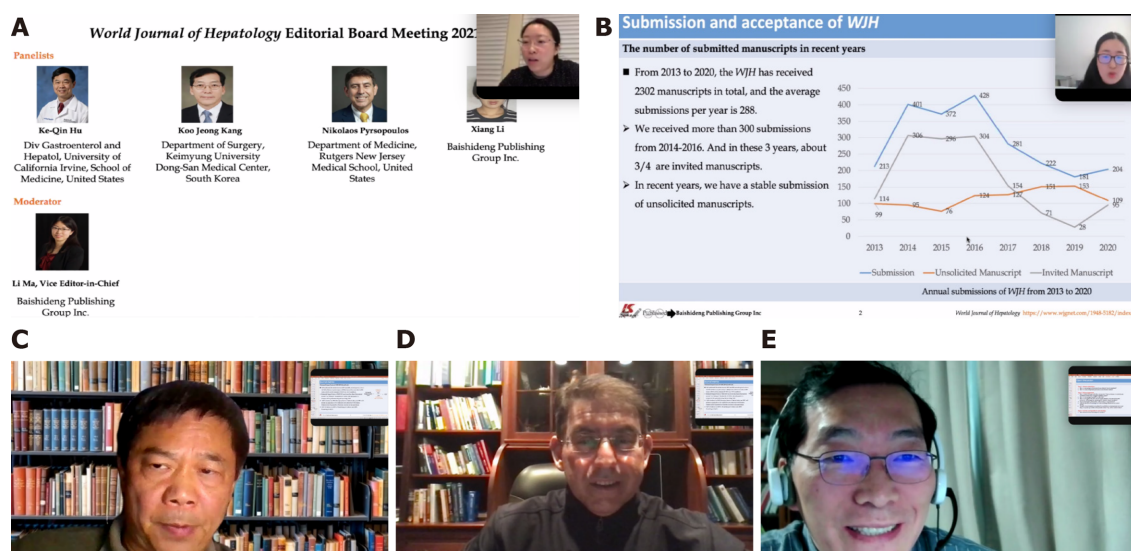 A
World Journal of Hepatology Editorial Board Meeting 2021
Panelists
Ke-Qin Hu
Div Gastroenterol and
Hepatol, University of
California Irvine, School of
Medicine, United States
Koo Jeong Kang
Department of Surgery,
Keimyung University
Dong-San Medical Center,
South Korea
Nikolaos Pyrsopoulos
Department of Medicine,
Rutgers New Jersey
Medical School, United
States
Xiang Li
Baishideng Publishing
Group Inc.
Moderator
Li Ma, Vice Editor-in-Chief
Baishideng Publishing
Group Inc.
B
Submission and acceptance of WJH
The number of submitted manuscripts in recent years
From 2013 to 2020, the WJH has received
2302 manuscripts in total, and the average
submissions per year is 288.
We received more than 300 submissions
from 2014-2016. And in these 3 years, about
3/4 are invited manuscripts.
In recent years, we have a stable submission
of unsolicited manuscripts.
450
400
350
300
250
200
150
100
50
0
213
401
372
428
281
222
181
204
114
306
296
304
154
71
28
95
99
95
76
124
127
151
153
109
2013 2014 2015 2016 2017 2018 2019 2020
Submission Unsolicited Manuscript Invited Manuscript
Annual submissions of WJH from 2013 to 2020
Baishideng Publishing Group Inc
2
World Journal of Hepatology https://www.wjgnet.com/1948-5182/index
C
D
E